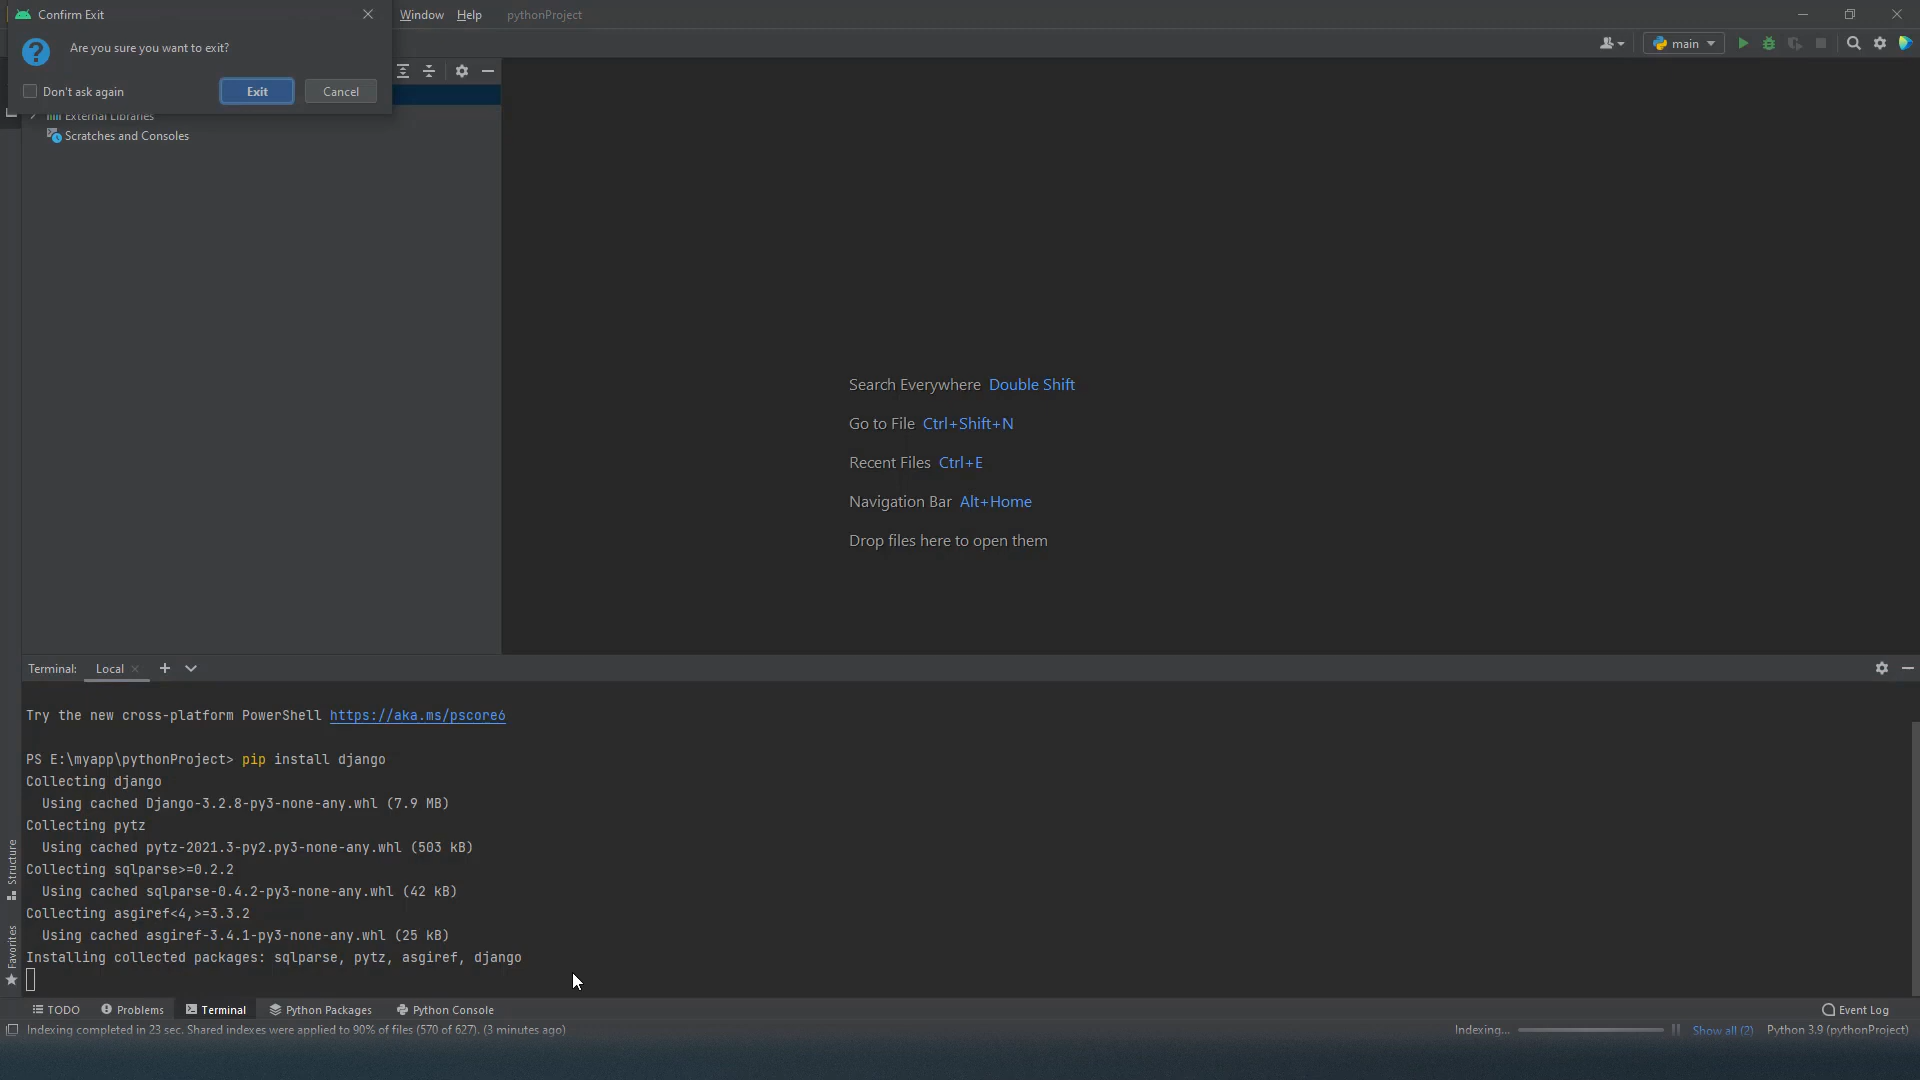 Confirm Exit
Are you sure you want to exit?
Don't ask again
Exit
Cancel
Window
Help
pythonProject
main
External Libraries
Scratches and Consoles
Search Everywhere Double Shift
Go to File Ctrl+Shift+N
Recent Files Ctrl+E
Navigation Bar Alt+Home
Drop files here to open them
Terminal:
Local
Try the new cross-platform PowerShell https://aka.ms/pscore6
PS E:\myapp\pythonProject> pip install django
Collecting django
Using cached Django-3.2.8-py3-none-any.whl (7.9 MB)
Collecting pytz
Using cached pytz-2021.3-py2.py3-none-any.whl (503 kB)
Collecting sqlparse>=0.2.2
Using cached sqlparse-0.4.2-py3-none-any.whl (42 kB)
Collecting asgiref<4,>=3.3.2
Using cached asgiref-3.4.1-py3-none-any.whl (25 kB)
Installing collected packages: sqlparse, pytz, asgiref, django
Structure
Favorites
TODO
Problems
Terminal
Python Packages
Python Console
Event Log
Indexing completed in 23 sec. Shared indexes were applied to 90% of files (570 of 627). (3 minutes ago)
Indexing...
Show all (2)
Python 3.9 (pythonProject)